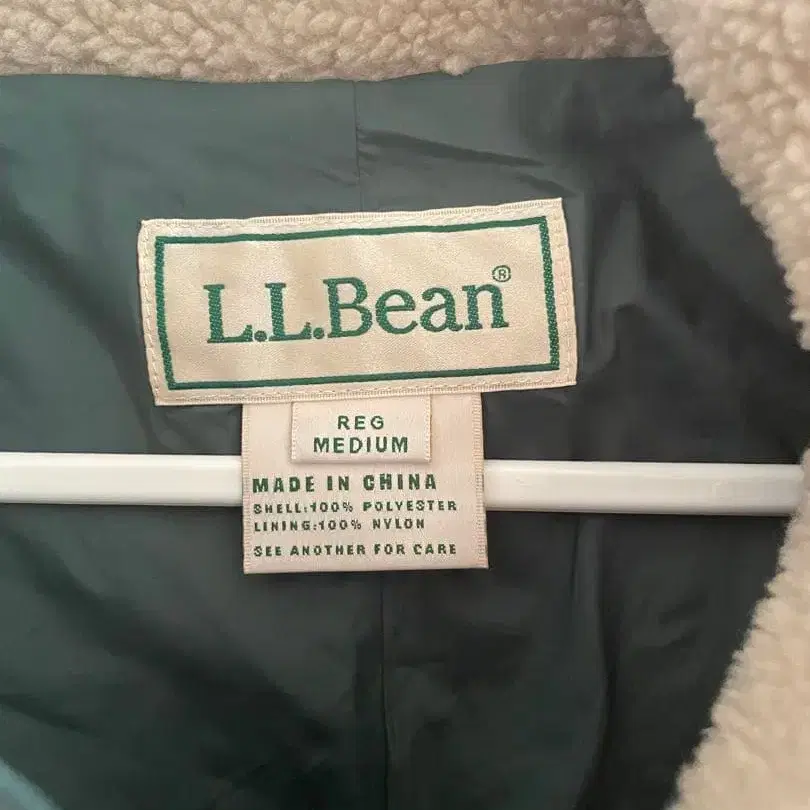 L.L.Bean®
REG
MEDIUM
MADE IN CHINA
SHELL:100% POLYESTER
LINING:100% NYLON
SEE ANOTHER FOR CARE